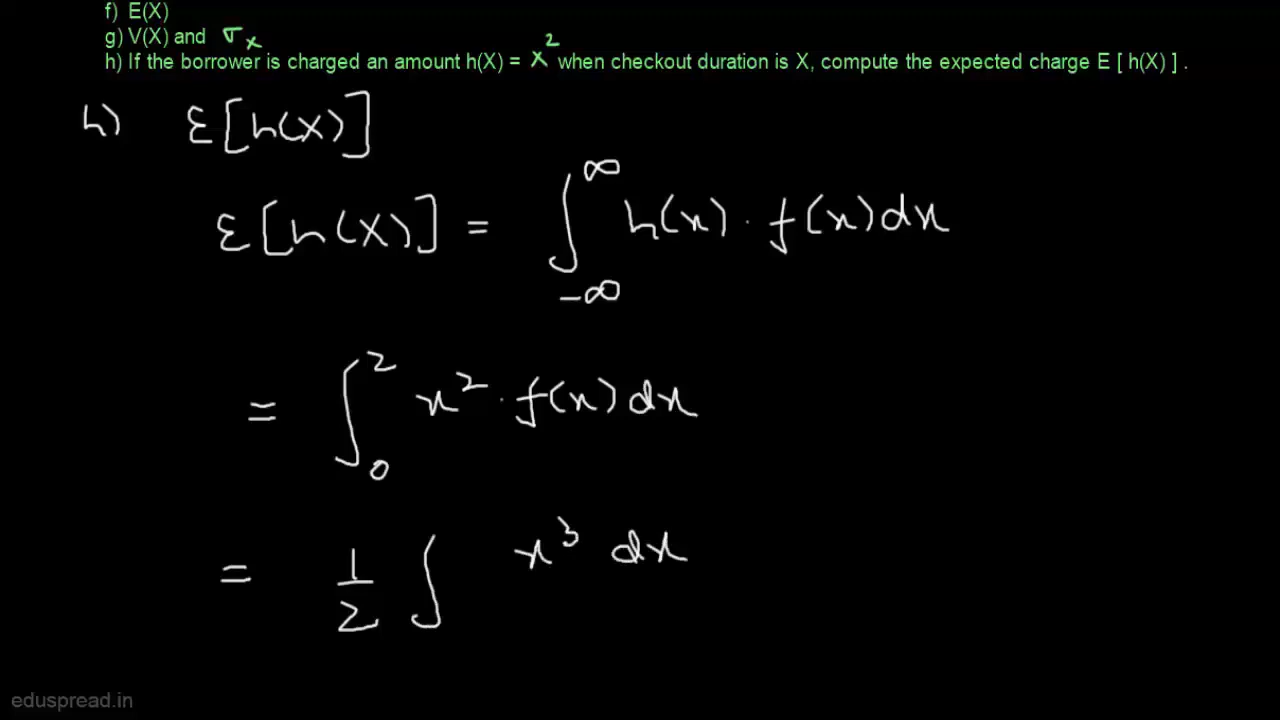 f) E(X)
g) V(X) and σx
h) If the borrower is charged an amount h(X) = x² when checkout duration is X, compute the expected charge E [ h(X) ] .
h) E[h(X)]
E[h(X)] = ∫_{-∞}^{∞} h(x) · f(x) dx
= ∫_{0}^{2} x² · f(x) dx
= 1/2 ∫ x³ dx
eduspread.in